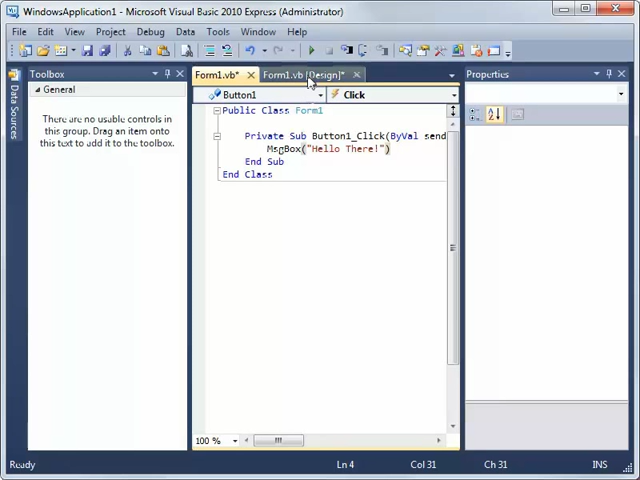 WindowsApplication1 - Microsoft Visual Basic 2010 Express (Administrator)
File Edit View Project Debug Data Tools Window Help
Data Sources
Toolbox
General
There are no usable controls in
this group. Drag an item onto
this text to add it to the toolbox.
Form1.vb* Form1.vb [Design]*
Button1 Click
Public Class Form1
Private Sub Button1_Click(ByVal send
MsgBox("Hello There!")
End Sub
End Class
100 %
Properties
Ready Ln 4 Col 31 Ch 31 INS